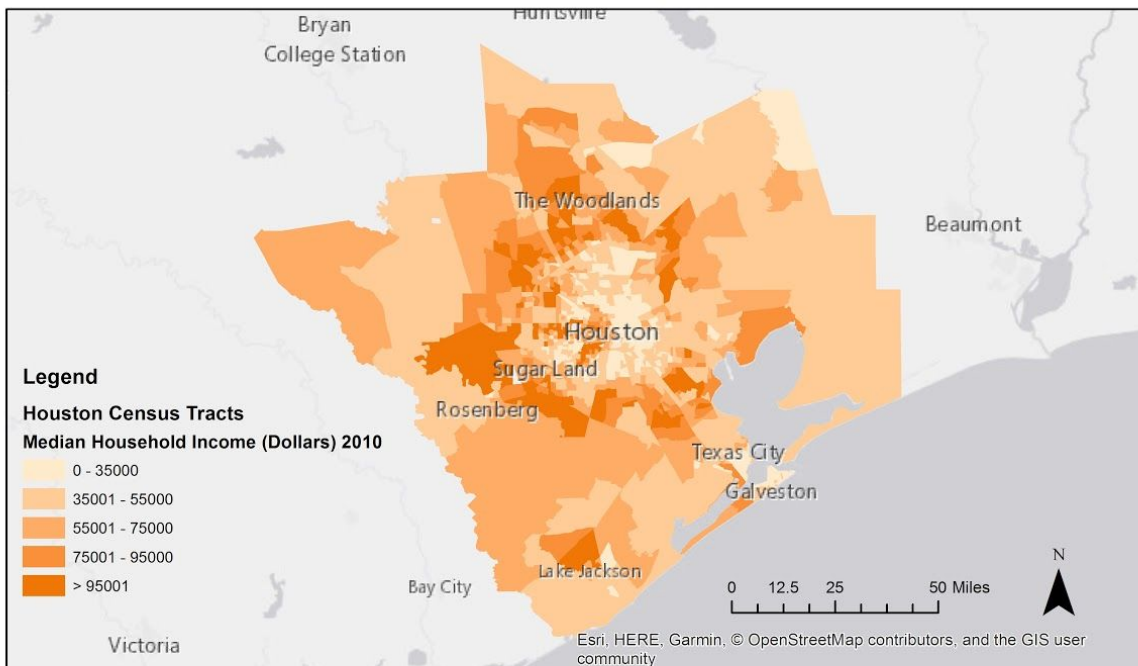 Huntsville
Bryan
College Station
The Woodlands
Beaumont
Houston
Sugar Land
Rosenberg
Texas City
Galveston
Lake Jackson
Bay City
Victoria
Legend
Houston Census Tracts
Median Household Income (Dollars) 2010
0 - 35000
35001 - 55000
55001 - 75000
75001 - 95000
> 95001
N
0 12.5 25 50 Miles
Esri, HERE, Garmin, © OpenStreetMap contributors, and the GIS user
community